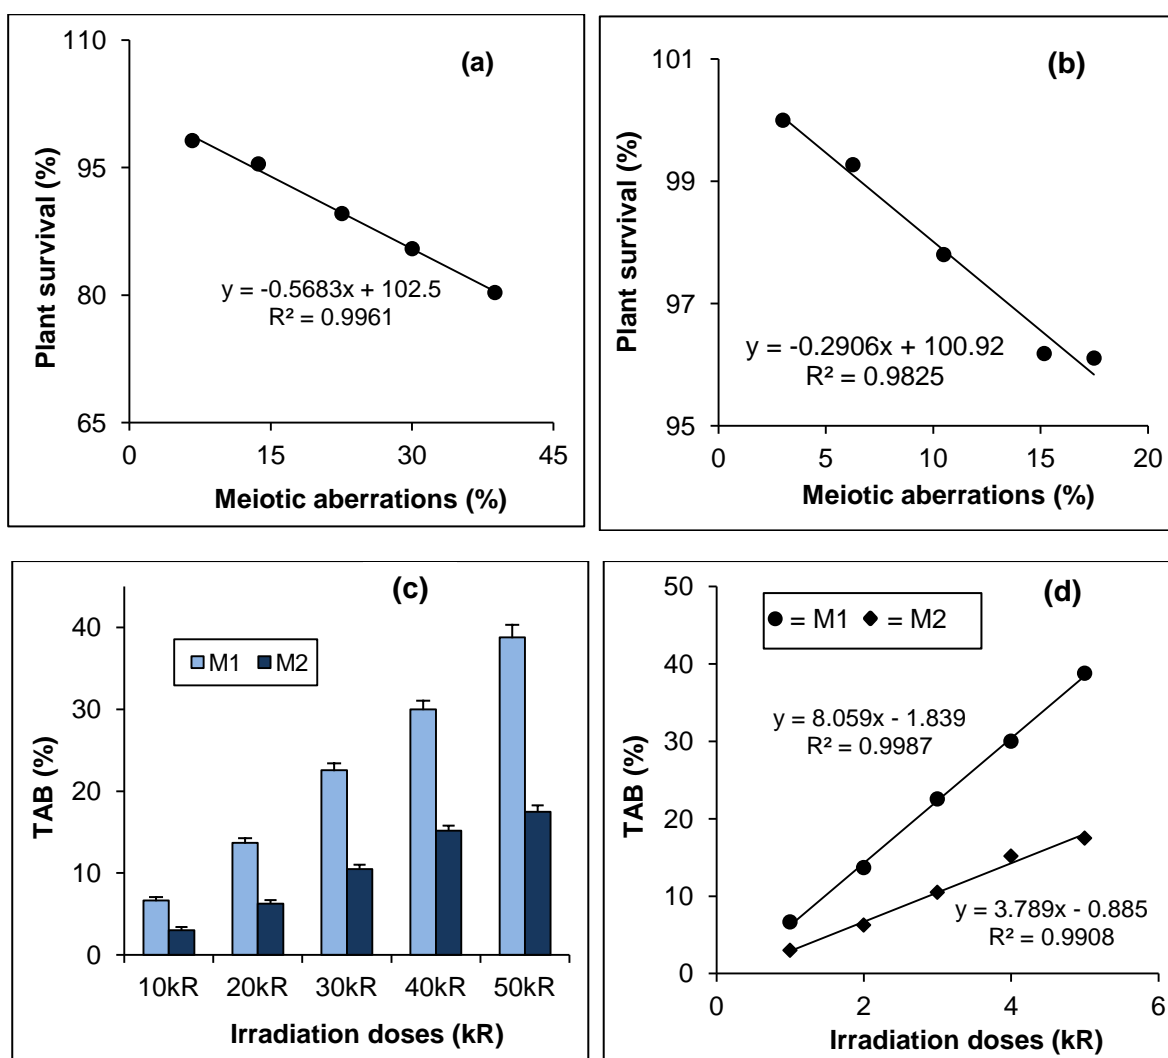 (a)
110
95
80
65
Plant survival (%)
y = -0.5683x + 102.5
R² = 0.9961
0 15 30 45
Meiotic aberrations (%)
(b)
101
99
97
95
Plant survival (%)
y = -0.2906x + 100.92
R² = 0.9825
0 5 10 15 20
Meiotic aberrations (%)
(c)
40
30
20
10
0
TAB (%)
M1 M2
10kR 20kR 30kR 40kR 50kR
Irradiation doses (kR)
(d)
50
40
30
20
10
0
TAB (%)
= M1 = M2
y = 8.059x - 1.839
R² = 0.9987
y = 3.789x - 0.885
R² = 0.9908
0 2 4 6
Irradiation doses (kR)